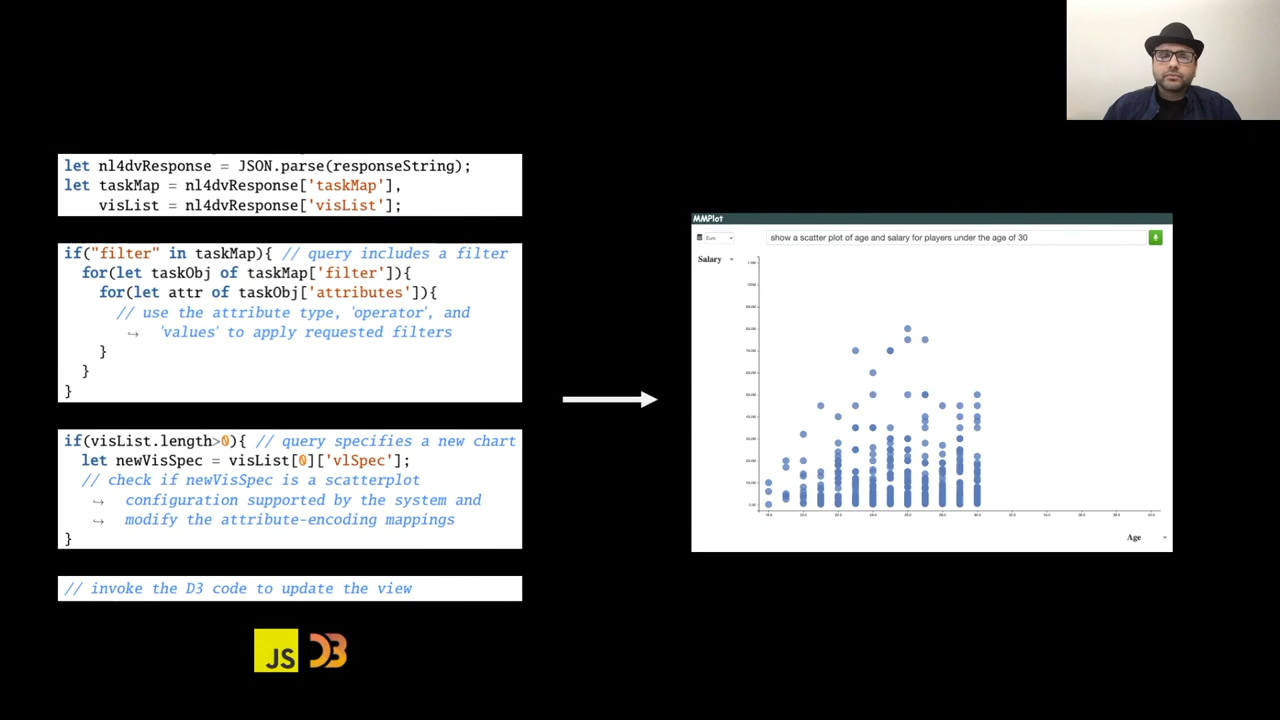 let nl4dvResponse = JSON.parse(responseString);
let taskMap = nl4dvResponse['taskMap'],
visList = nl4dvResponse['visList'];
if("filter" in taskMap){ // query includes a filter
for(let taskObj of taskMap['filter']){
for(let attr of taskObj['attributes']){
// use the attribute type, 'operator', and
↪ 'values' to apply requested filters
}
}
}
if(visList.length>0){ // query specifies a new chart
let newVisSpec = visList[0]['vlSpec'];
// check if newVisSpec is a scatterplot
↪ configuration supported by the system and
↪ modify the attribute-encoding mappings
}
// invoke the D3 code to update the view
JS D3
MMPlot
Euro
show a scatter plot of age and salary for players under the age of 30
Salary
Age